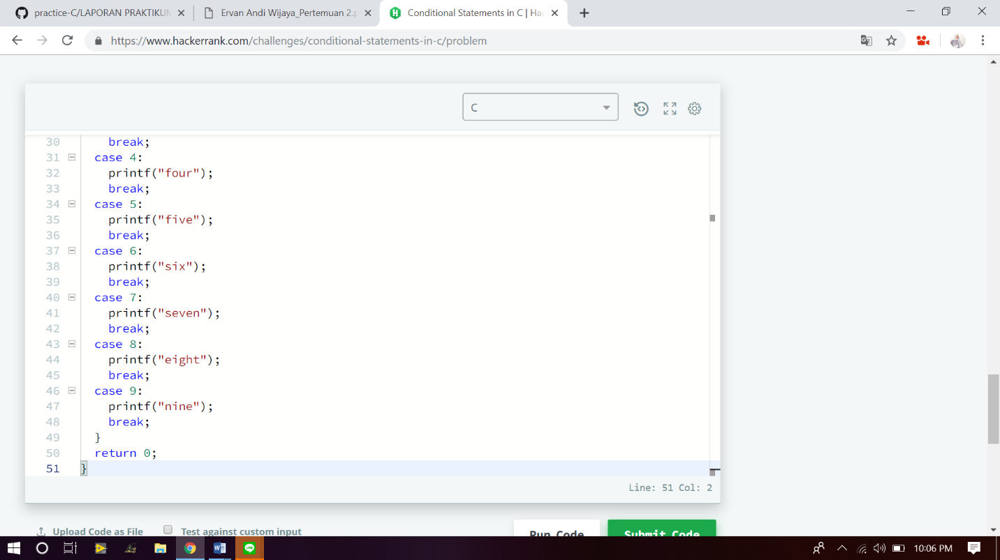 practice-C/LAPORAN PRAKTIKUM
Ervan Andi Wijaya_Pertemuan 2.p
Conditional Statements in C | Hac
https://www.hackerrank.com/challenges/conditional-statements-in-c/problem
C
30 break;
31 case 4:
32 printf("four");
33 break;
34 case 5:
35 printf("five");
36 break;
37 case 6:
38 printf("six");
39 break;
40 case 7:
41 printf("seven");
42 break;
43 case 8:
44 printf("eight");
45 break;
46 case 9:
47 printf("nine");
48 break;
49 }
50 return 0;
51 }
Line: 51 Col: 2
Upload Code as File
Test against custom input
Run Code
Submit Code
10:06 PM